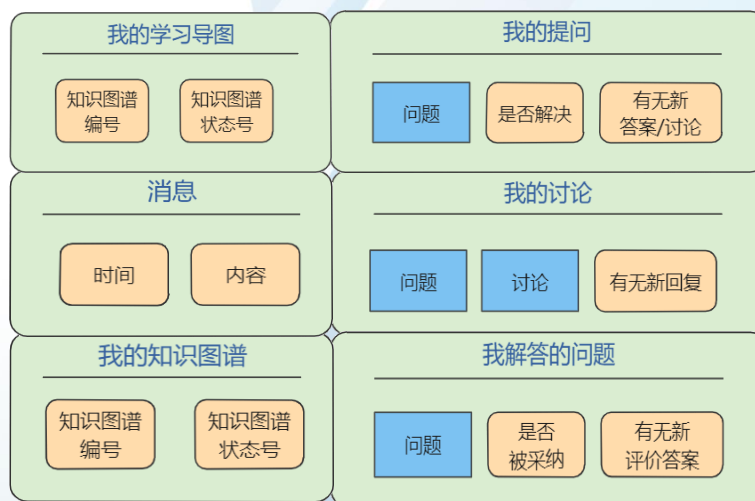 我的学习导图
知识图谱
编号
知识图谱
状态号
我的提问
问题
是否解决
有无新
答案/讨论
消息
时间
内容
我的讨论
问题
讨论
有无新回复
我的知识图谱
知识图谱
编号
知识图谱
状态号
我解答的问题
问题
是否
被采纳
有无新
评价答案